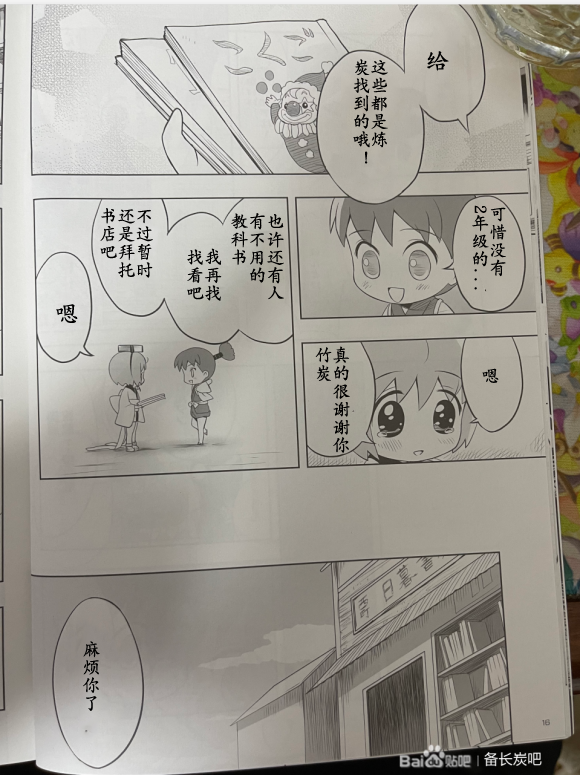 给
这些都是炼
炭找到的哦！
可惜没有
2年级的...
嗯
真的很谢谢你
竹炭
也许还有人
有不用的
教科书
我再找
找看吧
不过暂时
还是拜托
书店吧
嗯
麻烦你了
16
Bai贴吧 | 备长炭吧